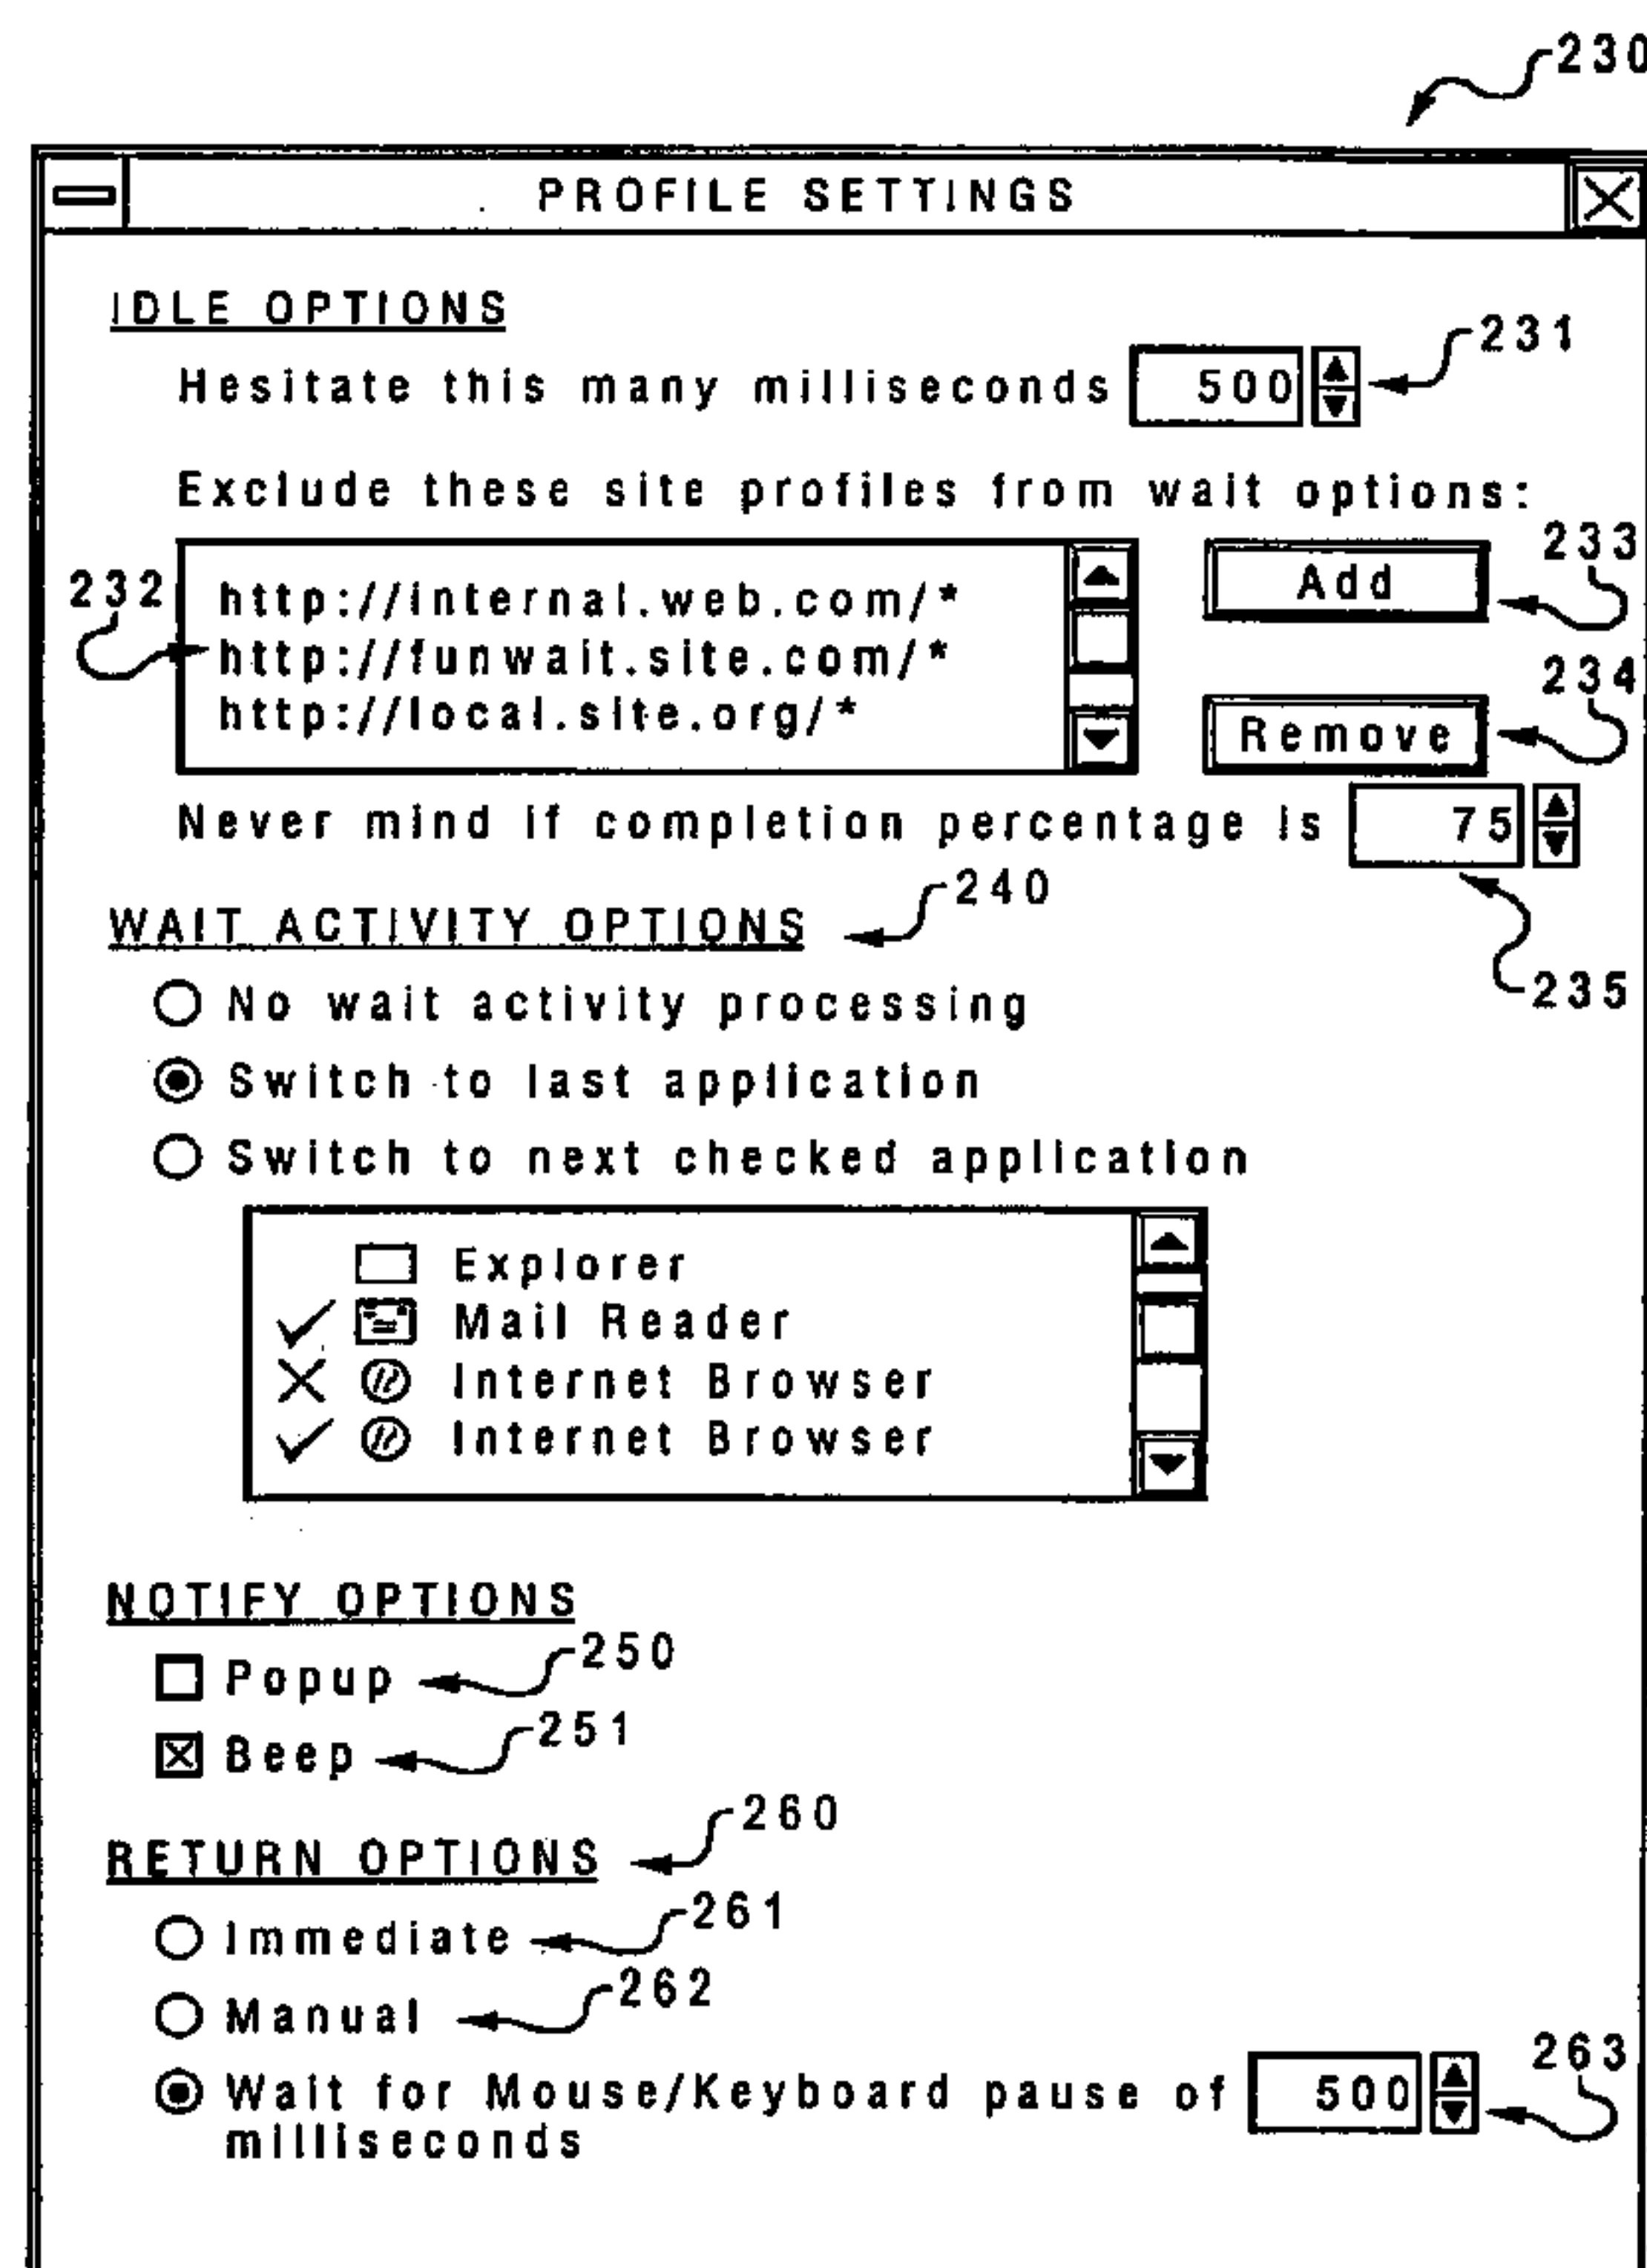 230
PROFILE SETTINGS
IDLE OPTIONS
Hesitate this many milliseconds 500 231
Exclude these site profiles from wait options:
232 http://internal.web.com/*
http://funwait.site.com/*
http://local.site.org/*
Add 233
Remove 234
Never mind if completion percentage is 75
235
WAIT ACTIVITY OPTIONS 240
No wait activity processing
Switch to last application
Switch to next checked application
Explorer
Mail Reader
Internet Browser
Internet Browser
NOTIFY OPTIONS
Popup 250
Beep 251
RETURN OPTIONS 260
Immediate 261
Manual 262
Wait for Mouse/Keyboard pause of 500 263
milliseconds